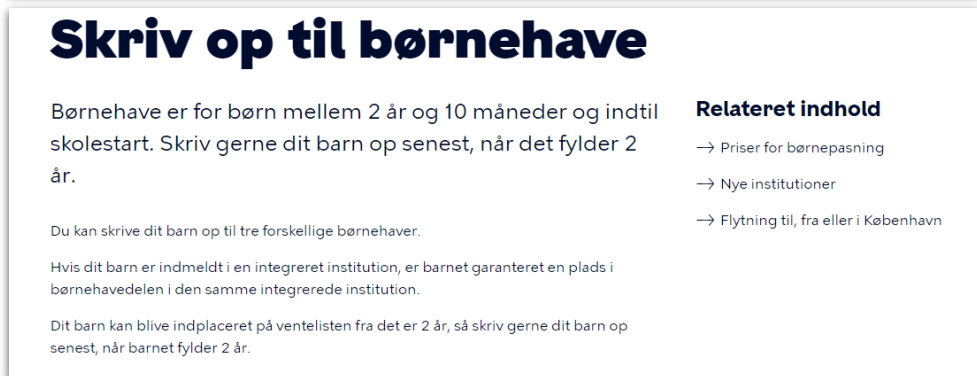 Skriv op til børnehave
Børnehave er for børn mellem 2 år og 10 måneder og indtil
skolestart. Skriv gerne dit barn op senest, når det fylder 2
år.
Du kan skrive dit barn op til tre forskellige børnehaver.
Hvis dit barn er indmeldt i en integreret institution, er barnet garanteret en plads i
børnehavedelen i den samme integrerede institution.
Dit barn kan blive indplaceret på ventelisten fra det er 2 år, så skriv gerne dit barn op
senest, når barnet fylder 2 år.
Relateret indhold
→ Priser for børnepasning
→ Nye institutioner
→ Flytning til, fra eller i København